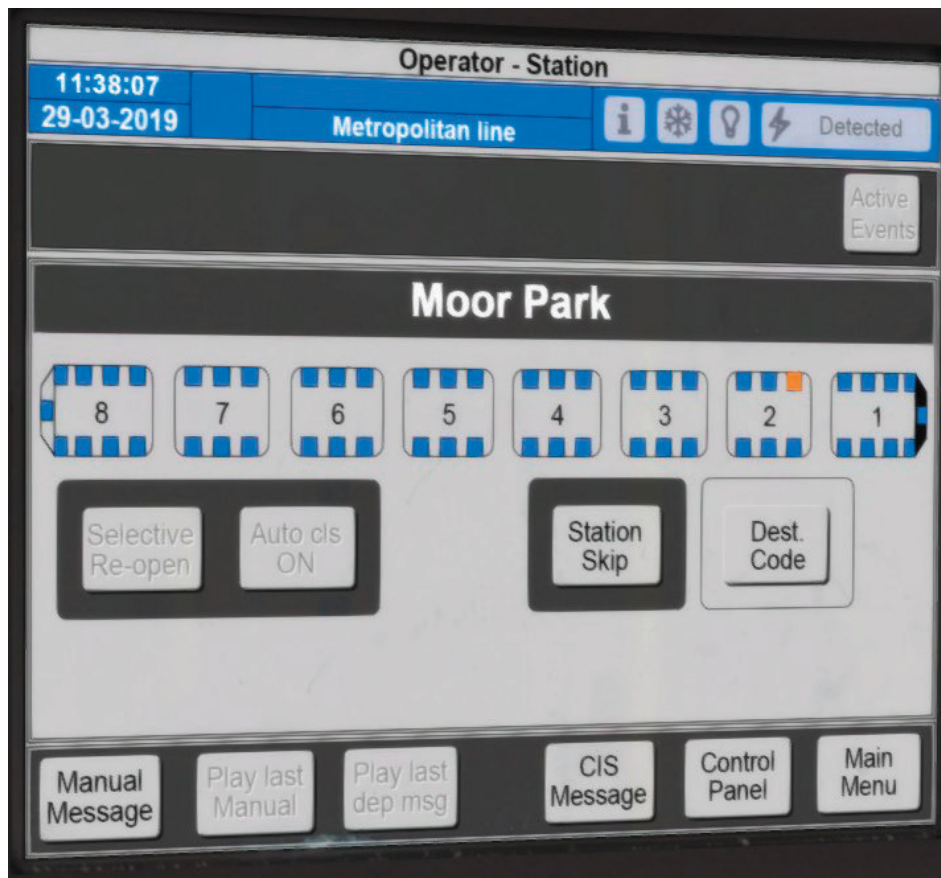 Operator - Station
11:38:07
29-03-2019
Metropolitan line
Detected
Active
Events
Moor Park
8 7 6 5 4 3 2 1
Selective
Re-open
Auto cls
ON
Station
Skip
Dest.
Code
Manual
Message
Play last
Manual
Play last
dep msg
CIS
Message
Control
Panel
Main
Menu